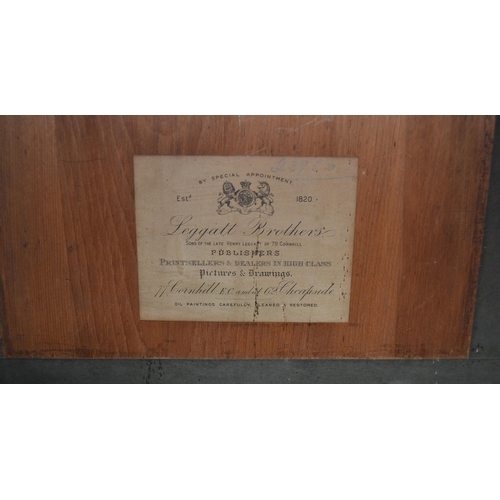 BY SPECIAL APPOINTMENT
Estd 1820
Leggatt Brothers
SONS OF THE LATE HENRY LEGGATT OF 79 CORNHILL
PUBLISHERS
PRINTSELLERS & DEALERS IN HIGH CLASS
Pictures & Drawings.
77 Cornhill E.C. and 62 Cheapside
OIL PAINTINGS CAREFULLY CLEANED & RESTORED.